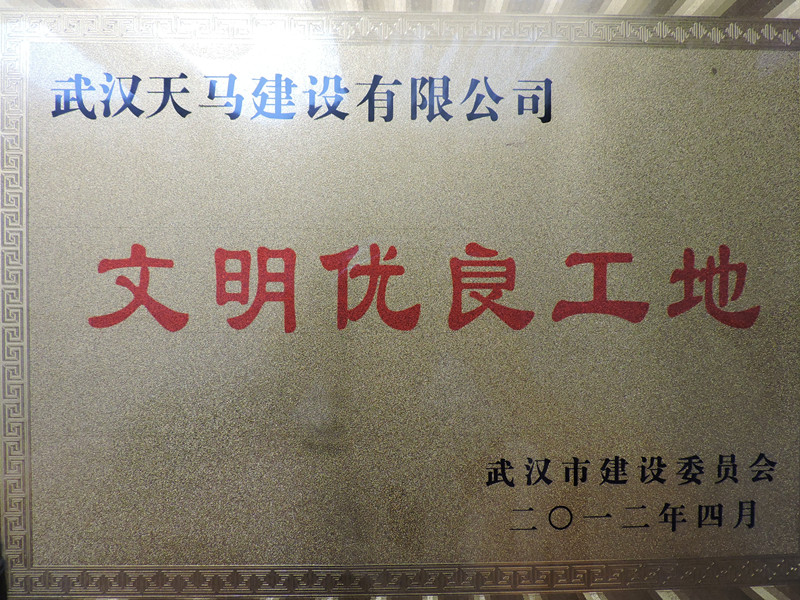 武汉天马建设有限公司
文明优良工地
武汉市建设委员会
二〇一二年四月